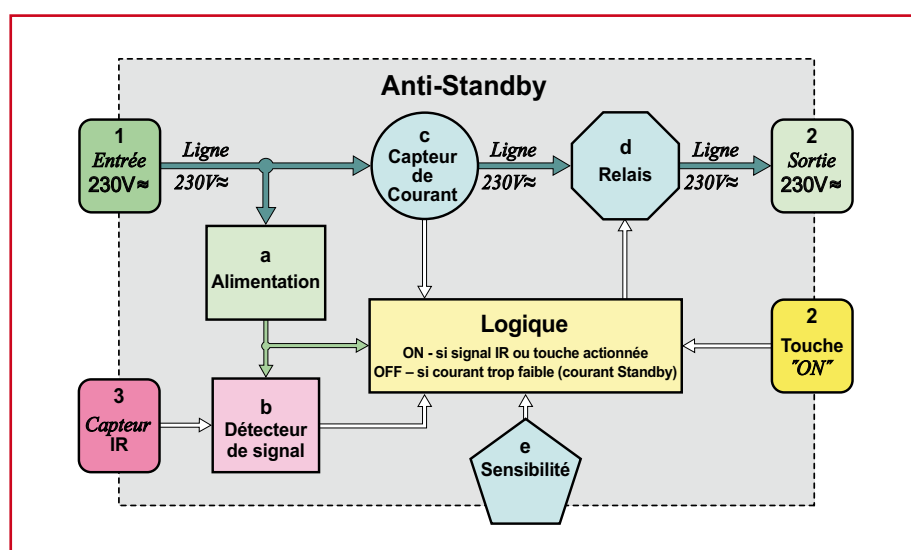 Anti-Standby
1
Entrée
230V≈
Ligne
230V≈
c
Capteur
de
Courant
Ligne
230V≈
d
Relais
Ligne
230V≈
2
Sortie
230V≈
a
Alimentation
Logique
ON - si signal IR ou touche actionnée
OFF – si courant trop faible (courant Standby)
2
Touche
"ON"
3
Capteur
IR
b
Détecteur
de signal
e
Sensibilité